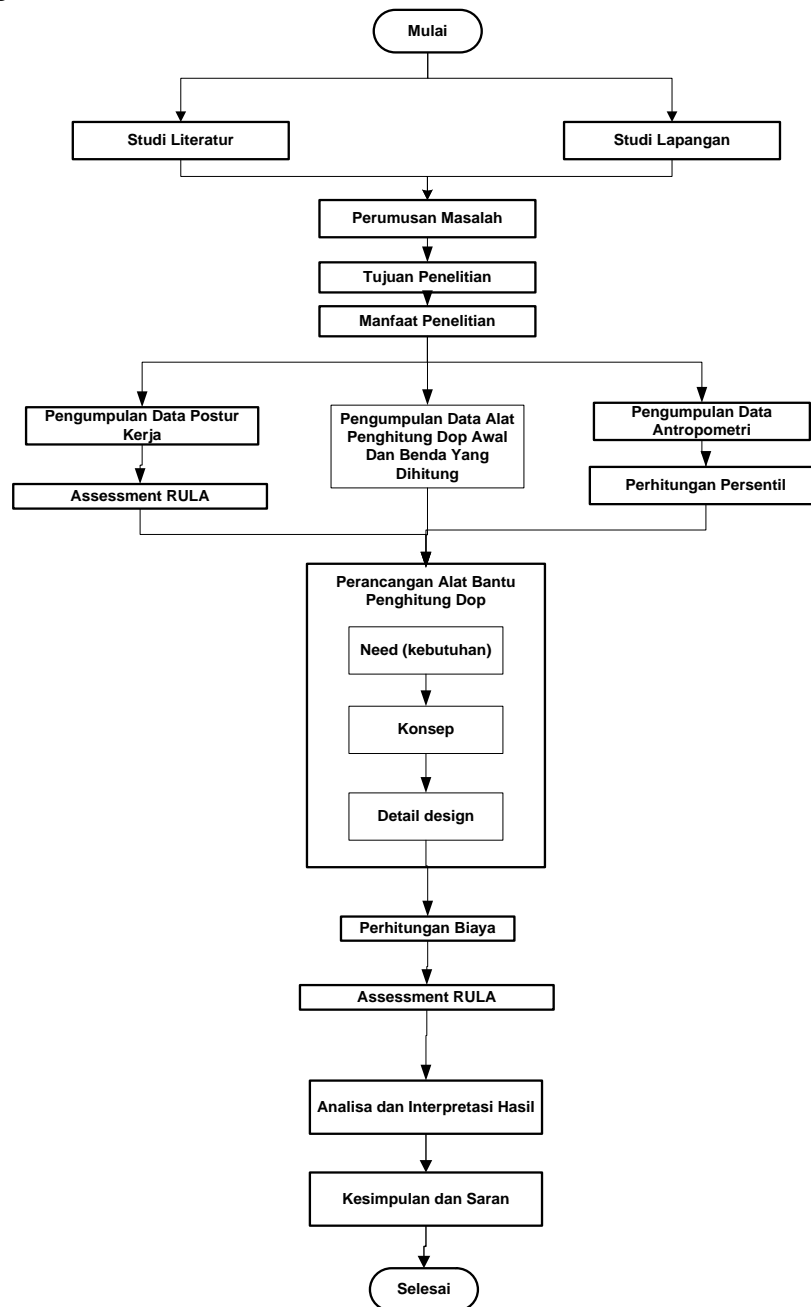 Mulai
Studi Literatur
Studi Lapangan
Perumusan Masalah
Tujuan Penelitian
Manfaat Penelitian
Pengumpulan Data Postur
Kerja
Assessment RULA
Pengumpulan Data Alat
Penghitung Dop Awal
Dan Benda Yang
Dihitung
Pengumpulan Data
Antropometri
Perhitungan Persentil
Perancangan Alat Bantu
Penghitung Dop
Need (kebutuhan)
Konsep
Detail design
Perhitungan Biaya
Assessment RULA
Analisa dan Interpretasi Hasil
Kesimpulan dan Saran
Selesai